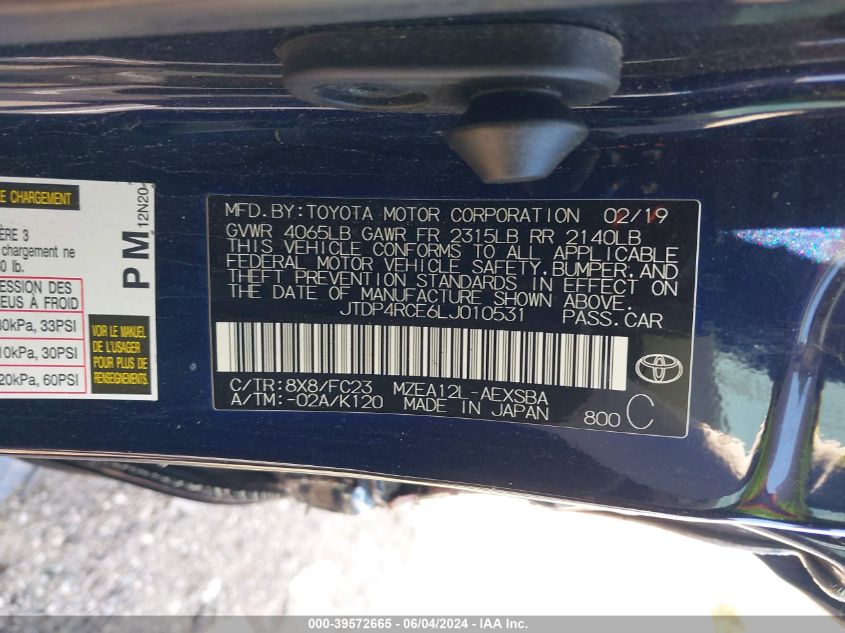 E CHARGEMENT
ÈRE 3
chargement ne
0 lb.
ESSION DES
EUS À FROID
30kPa, 33PSI
10kPa, 30PSI
20kPa, 60PSI
PM
12N20
VOIR LE MANUEL
DE L'USAGER
POUR PLUS DE
RENSEIGNEMENTS
MFD. BY: TOYOTA MOTOR CORPORATION 02/19
GVWR 4065LB GAWR FR 2315LB RR 2140LB
THIS VEHICLE CONFORMS TO ALL APPLICABLE
FEDERAL MOTOR VEHICLE SAFETY, BUMPER, AND
THEFT PREVENTION STANDARDS IN EFFECT ON
THE DATE OF MANUFACTURE SHOWN ABOVE.
JTDP4RCE6LJ010531 PASS. CAR
C/TR: 8X8/FC23 MZEA12L-AEXSBA
A/TM: -02A/K120 MADE IN JAPAN
800 C
000-39572665 - 06/04/2024 - IAA Inc.